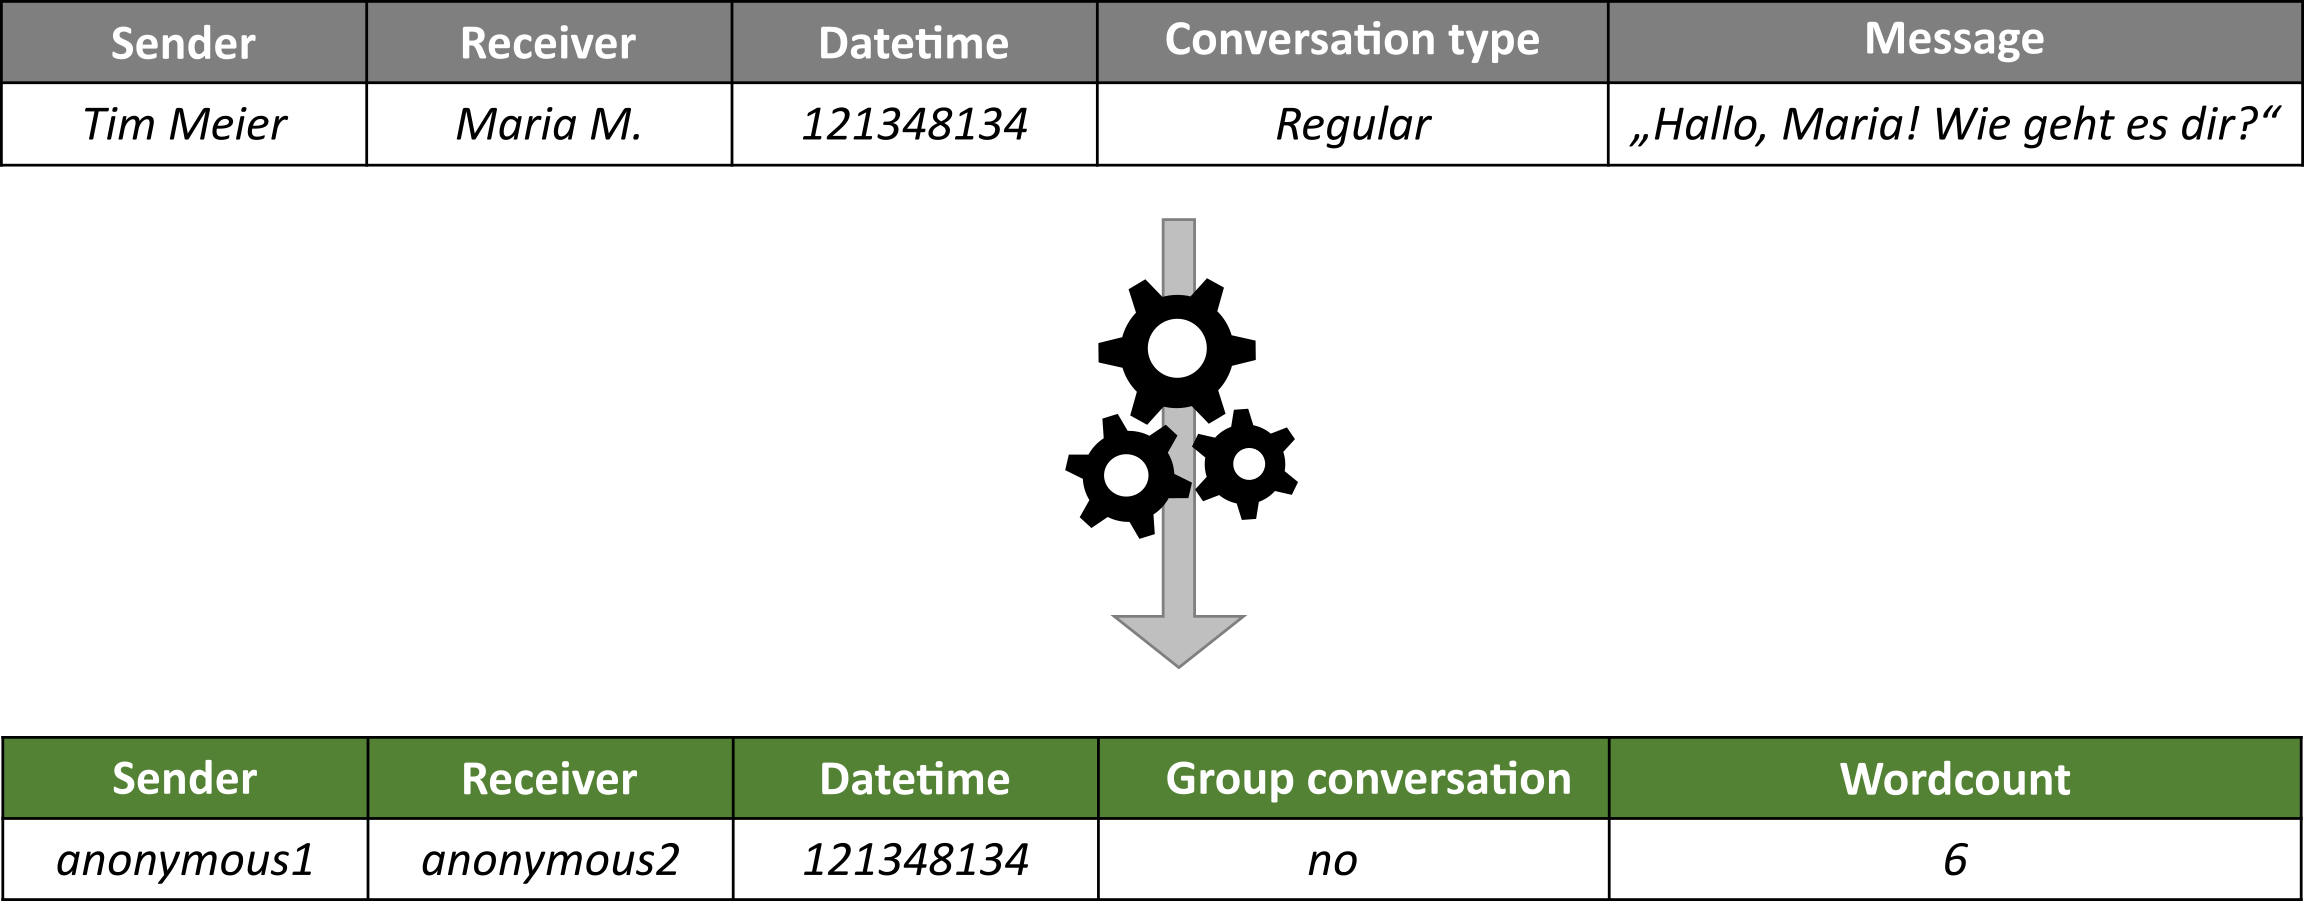 Sender Receiver Datetime Conversation type Message
Tim Meier Maria M. 121348134 Regular „Hallo, Maria! Wie geht es dir?“
Sender Receiver Datetime Group conversation Wordcount
anonymous1 anonymous2 121348134 no 6